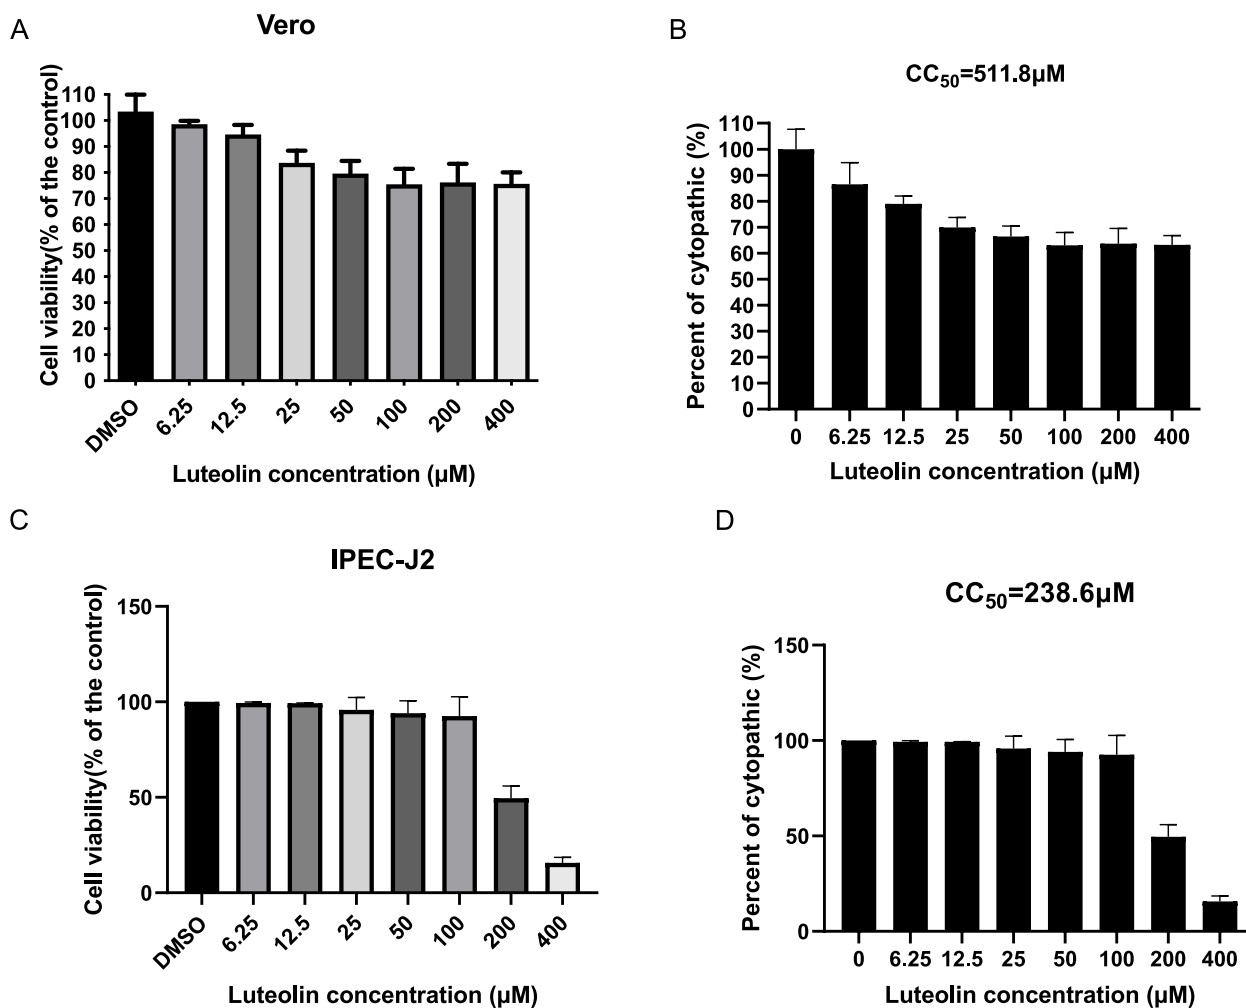 A
Vero
Cell viability(% of the control)
110
100
90
80
70
60
50
40
30
20
10
0
DMSO 6.25 12.5 25 50 100 200 400
Luteolin concentration (µM)
B
CC50=511.8µM
Percent of cytopathic (%)
110
100
90
80
70
60
50
40
30
20
10
0
0 6.25 12.5 25 50 100 200 400
Luteolin concentration (µM)
C
IPEC-J2
Cell viability(% of the control)
150
100
50
0
DMSO 6.25 12.5 25 50 100 200 400
Luteolin concentration (µM)
D
CC50=238.6µM
Percent of cytopathic (%)
150
100
50
0
0 6.25 12.5 25 50 100 200 400
Luteolin concentration (µM)